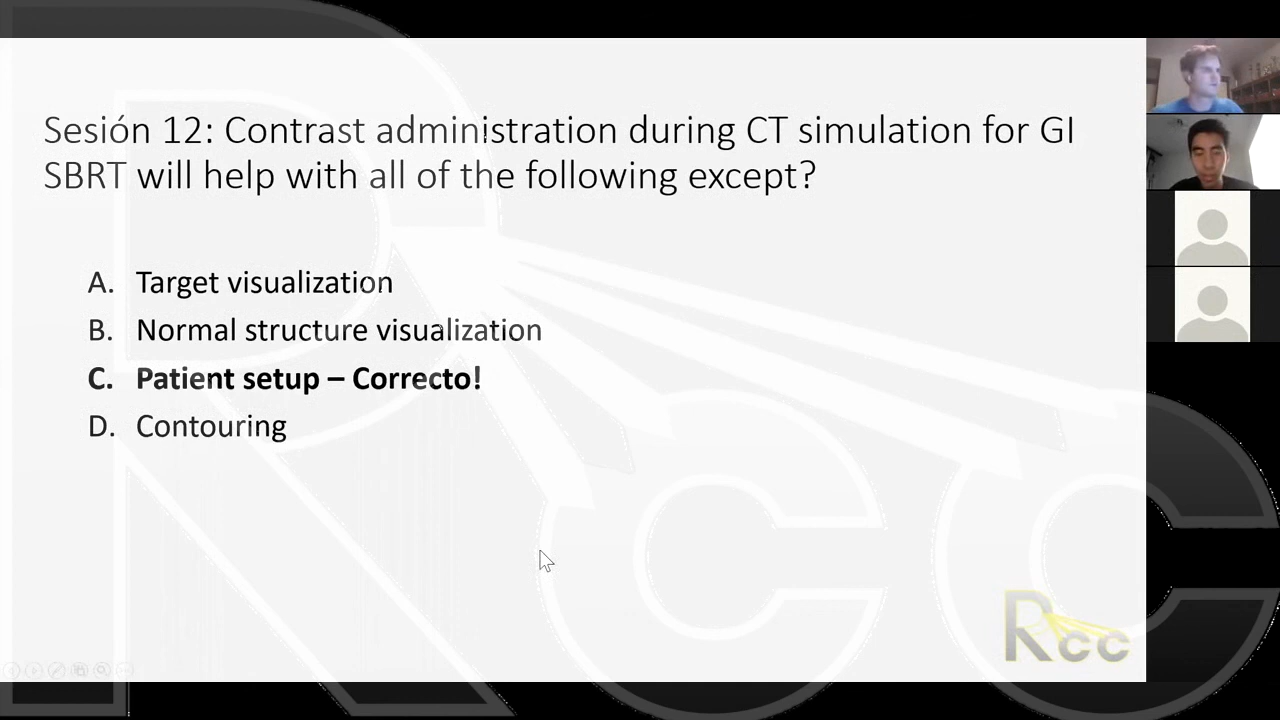 Sesión 12: Contrast administration during CT simulation for GI
SBRT will help with all of the following except?
A. Target visualization
B. Normal structure visualization
C. Patient setup – Correcto!
D. Contouring
Rcc